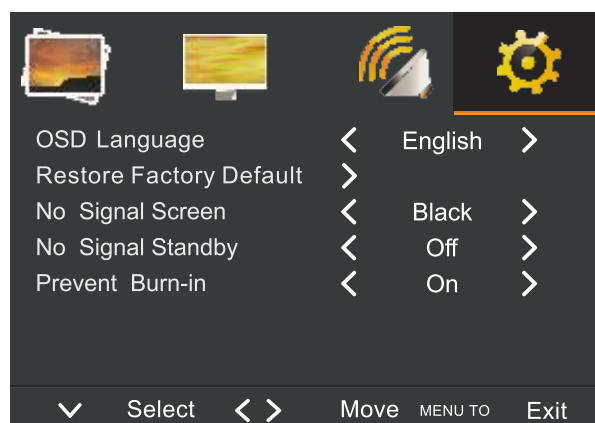 OSD Language English
Restore Factory Default
No Signal Screen Black
No Signal Standby Off
Prevent Burn-in On
Select Move MENU TO Exit